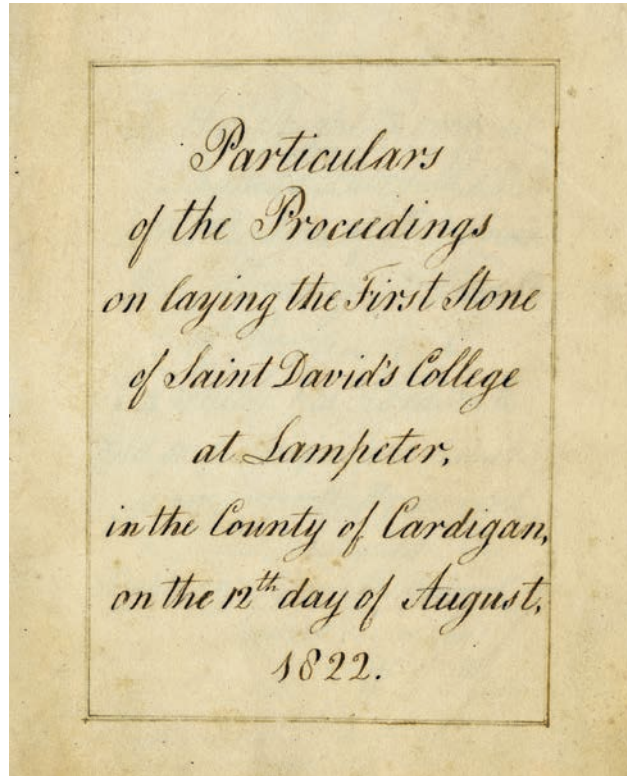 Particulars
of the Proceedings
on laying the First Stone
of Saint David's College
at Lampeter,
in the County of Cardigan,
on the 12th day of August,
1822.